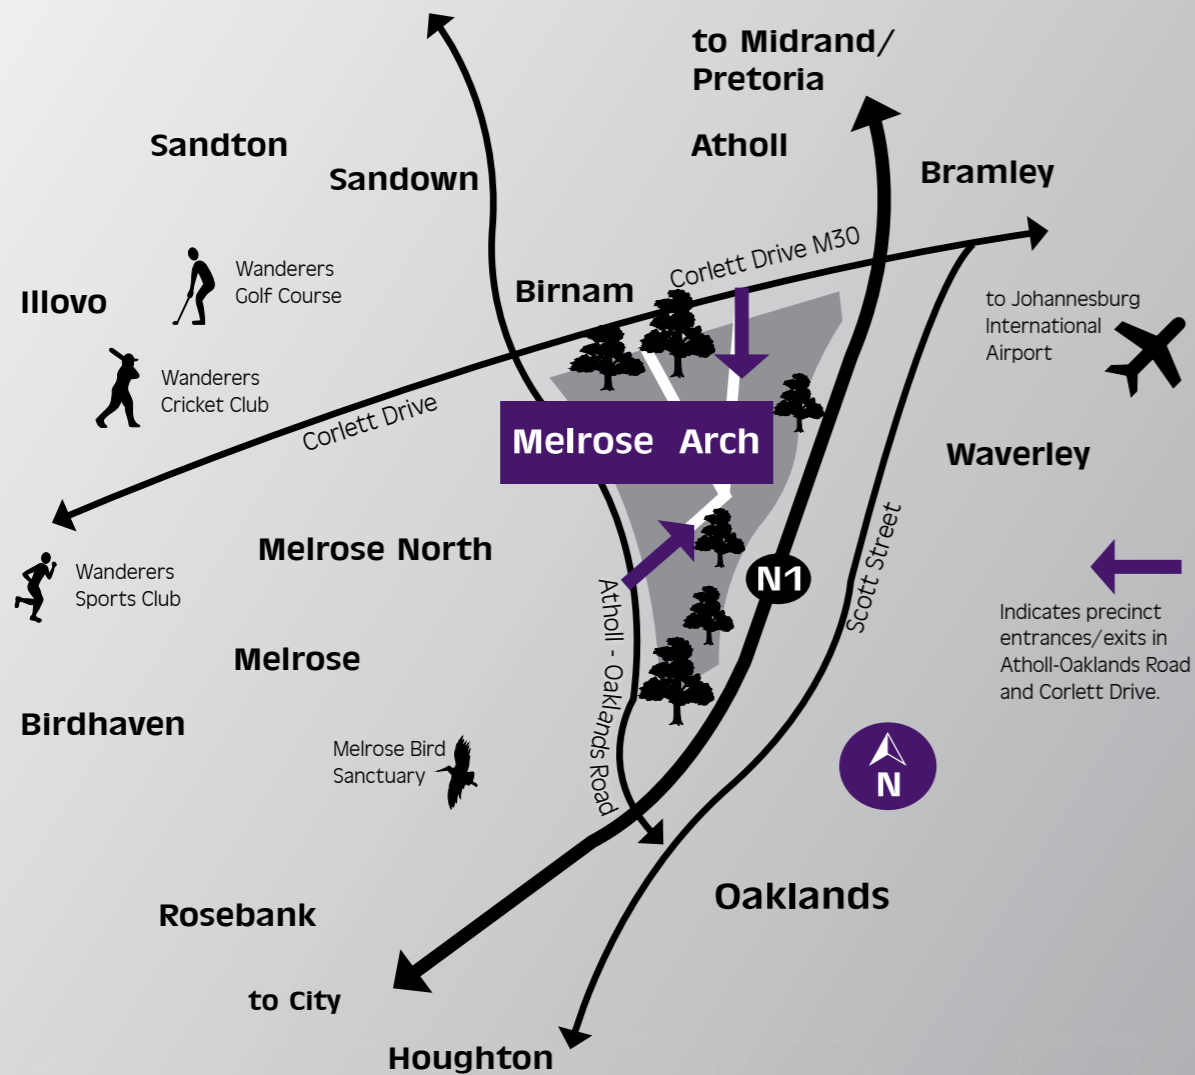 to Midrand/
Pretoria
Sandton
Atholl
Sandown
Bramley
Corlett Drive M30
Wanderers
Golf Course
Illovo
Birnam
to Johannesburg
International
Airport
Wanderers
Cricket Club
Corlett Drive
Melrose Arch
Waverley
Melrose North
Wanderers
Sports Club
N1
Scott Street
Atholl - Oaklands Road
Indicates precinct
entrances/exits in
Atholl-Oaklands Road
and Corlett Drive.
Melrose
Birdhaven
Melrose Bird
Sanctuary
N
Oaklands
Rosebank
to City
Houghton